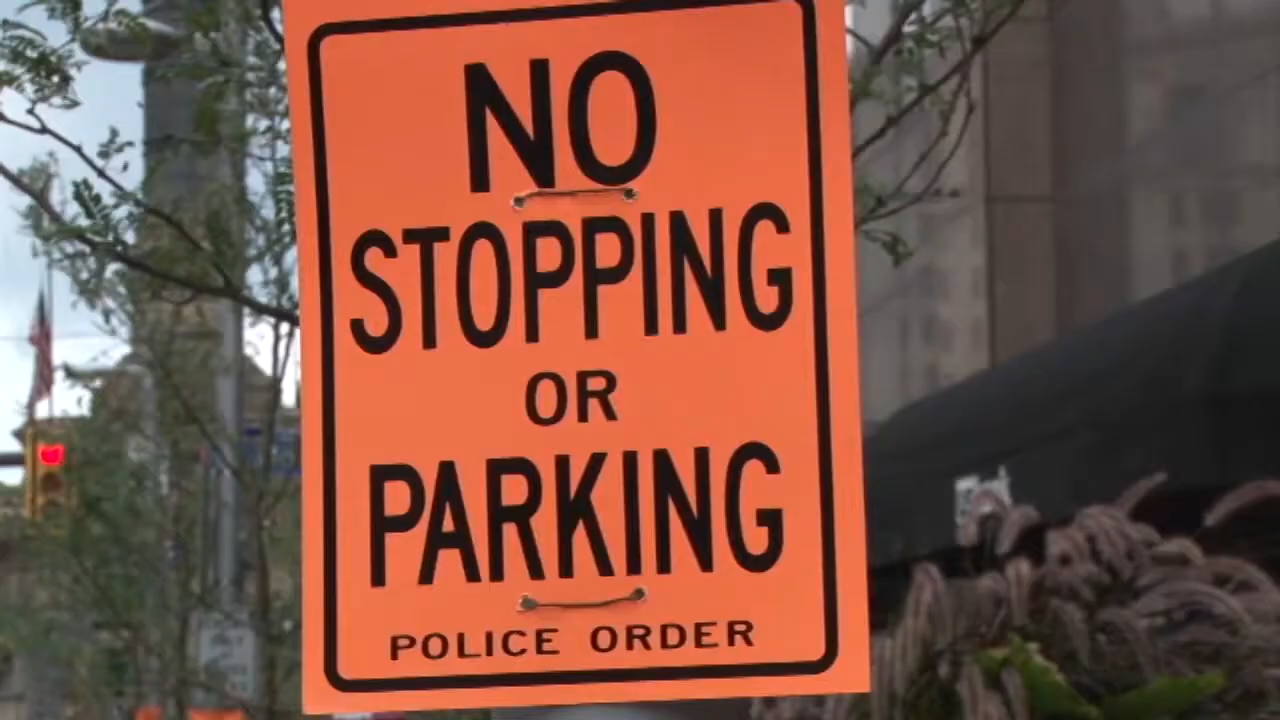 NO
STOPPING
OR
PARKING
POLICE ORDER